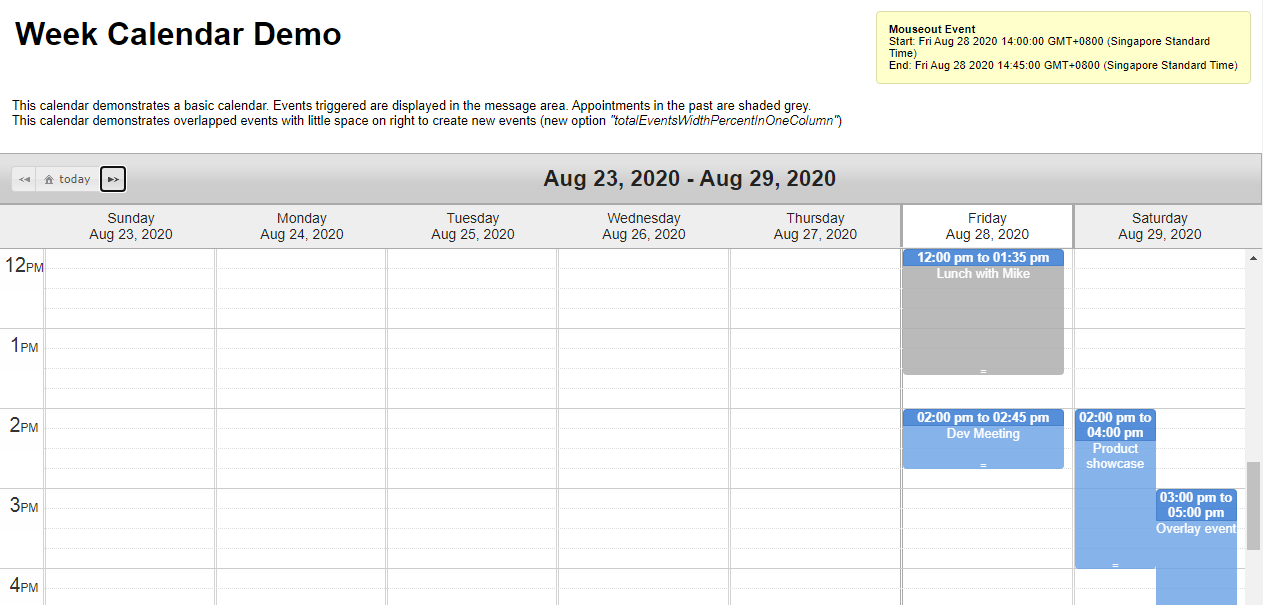 Week Calendar Demo
Mouseout Event
Start: Fri Aug 28 2020 14:00:00 GMT+0800 (Singapore Standard
Time)
End: Fri Aug 28 2020 14:45:00 GMT+0800 (Singapore Standard Time)
This calendar demonstrates a basic calendar. Events triggered are displayed in the message area. Appointments in the past are shaded grey.
This calendar demonstrates overlapped events with little space on right to create new events (new option "totalEventsWidthPercentInOneColumn")
today
Aug 23, 2020 - Aug 29, 2020
Sunday
Aug 23, 2020
Monday
Aug 24, 2020
Tuesday
Aug 25, 2020
Wednesday
Aug 26, 2020
Thursday
Aug 27, 2020
Friday
Aug 28, 2020
Saturday
Aug 29, 2020
12PM
12:00 pm to 01:35 pm
Lunch with Mike
1PM
2PM
02:00 pm to 02:45 pm
Dev Meeting
02:00 pm to
04:00 pm
Product
showcase
3PM
03:00 pm to
05:00 pm
Overlay event
4PM